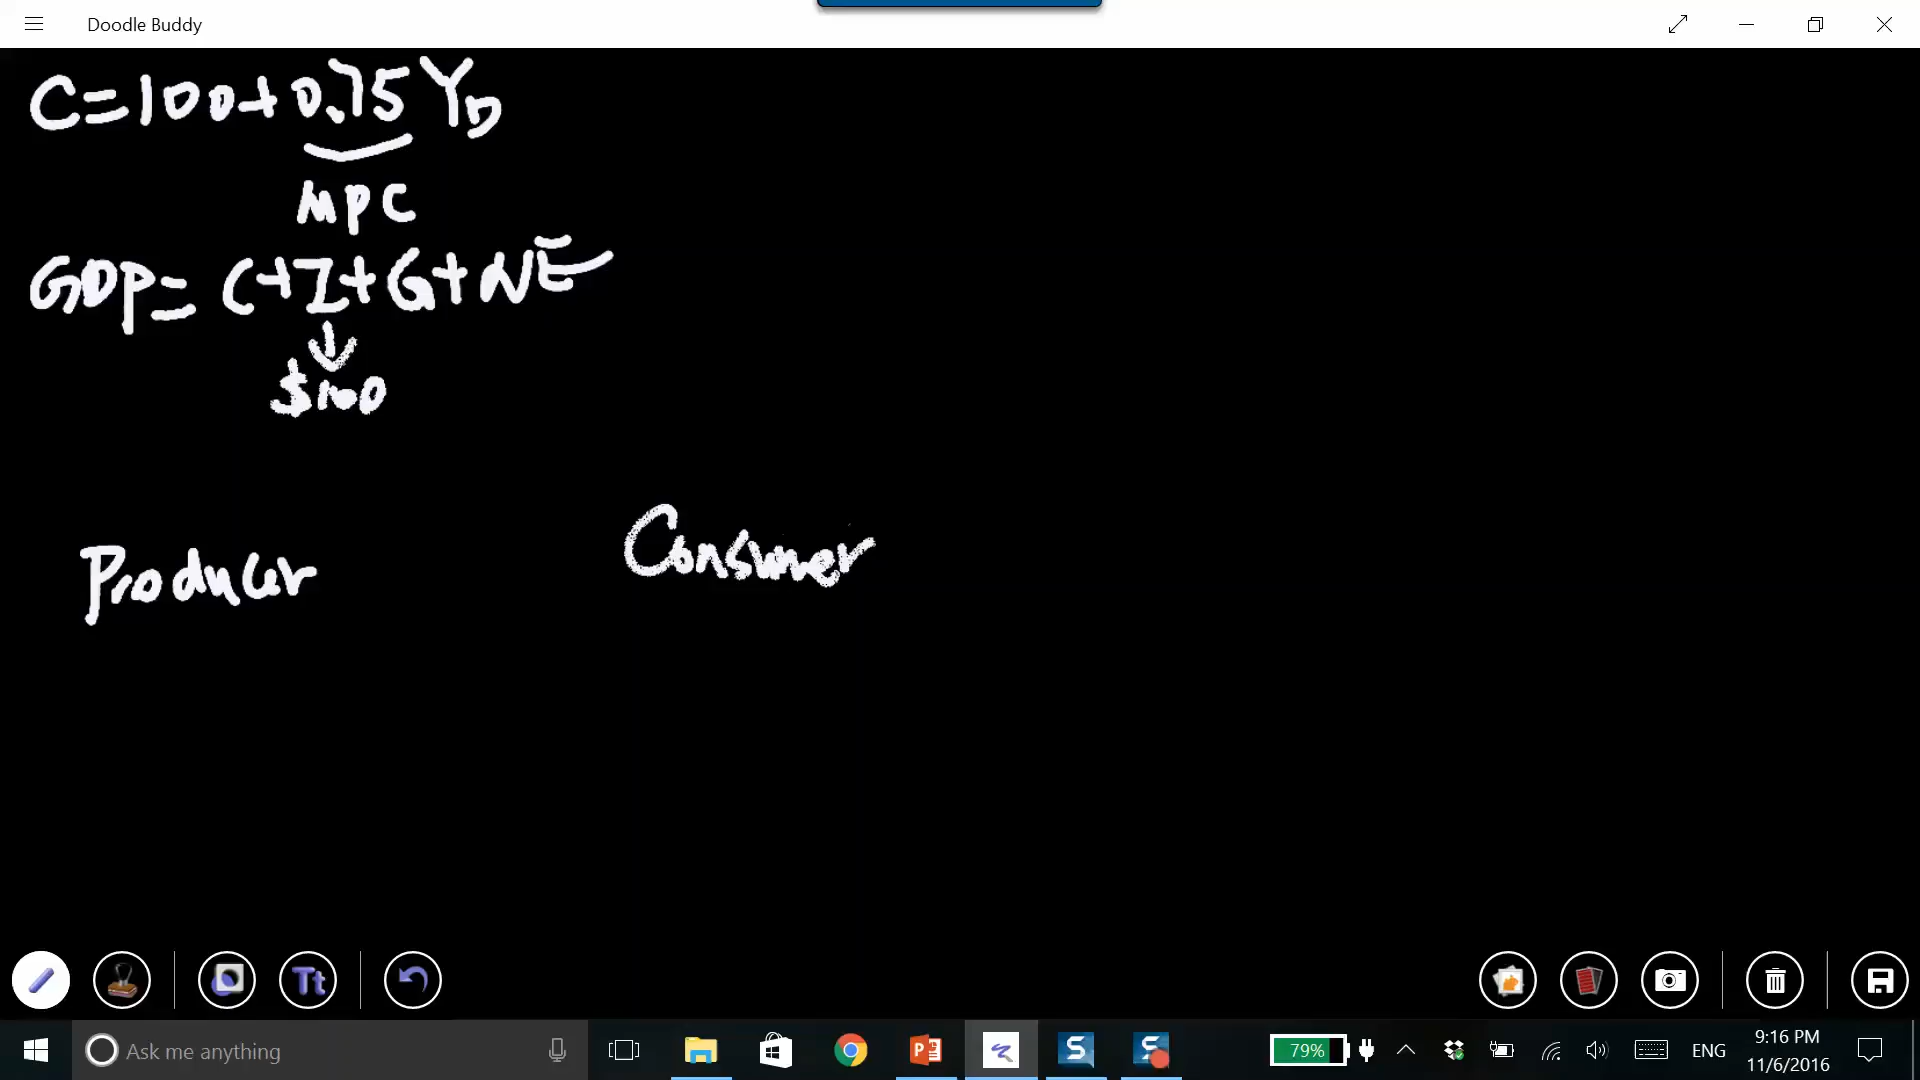 Doodle Buddy
C=100+0.75 YD
MPC
GDP= C+I+G+NE
$100
Consumer
Producer
Tt
Ask me anything
79%
ENG
9:16 PM
11/6/2016